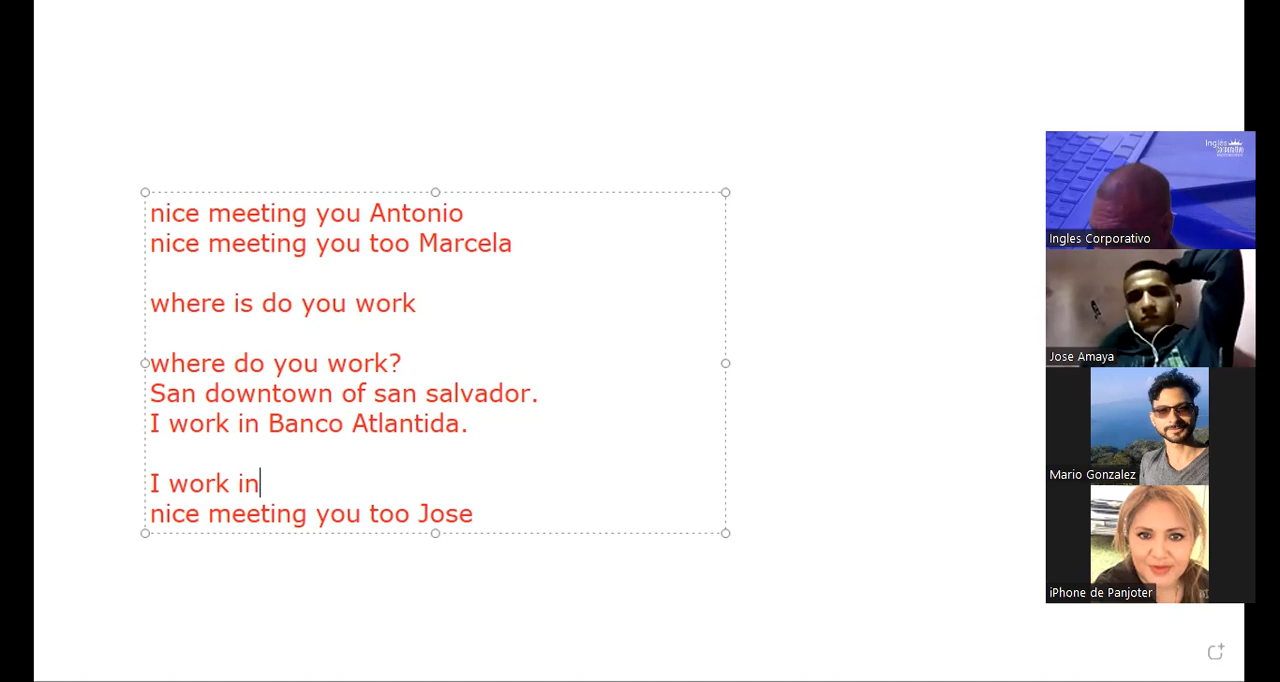 nice meeting you Antonio
nice meeting you too Marcela
where is do you work
where do you work?
San downtown of san salvador.
I work in Banco Atlantida.
I work in
nice meeting you too Jose
Ingles
Ingles Corporativo
Jose Amaya
Mario Gonzalez
iPhone de Panjoter